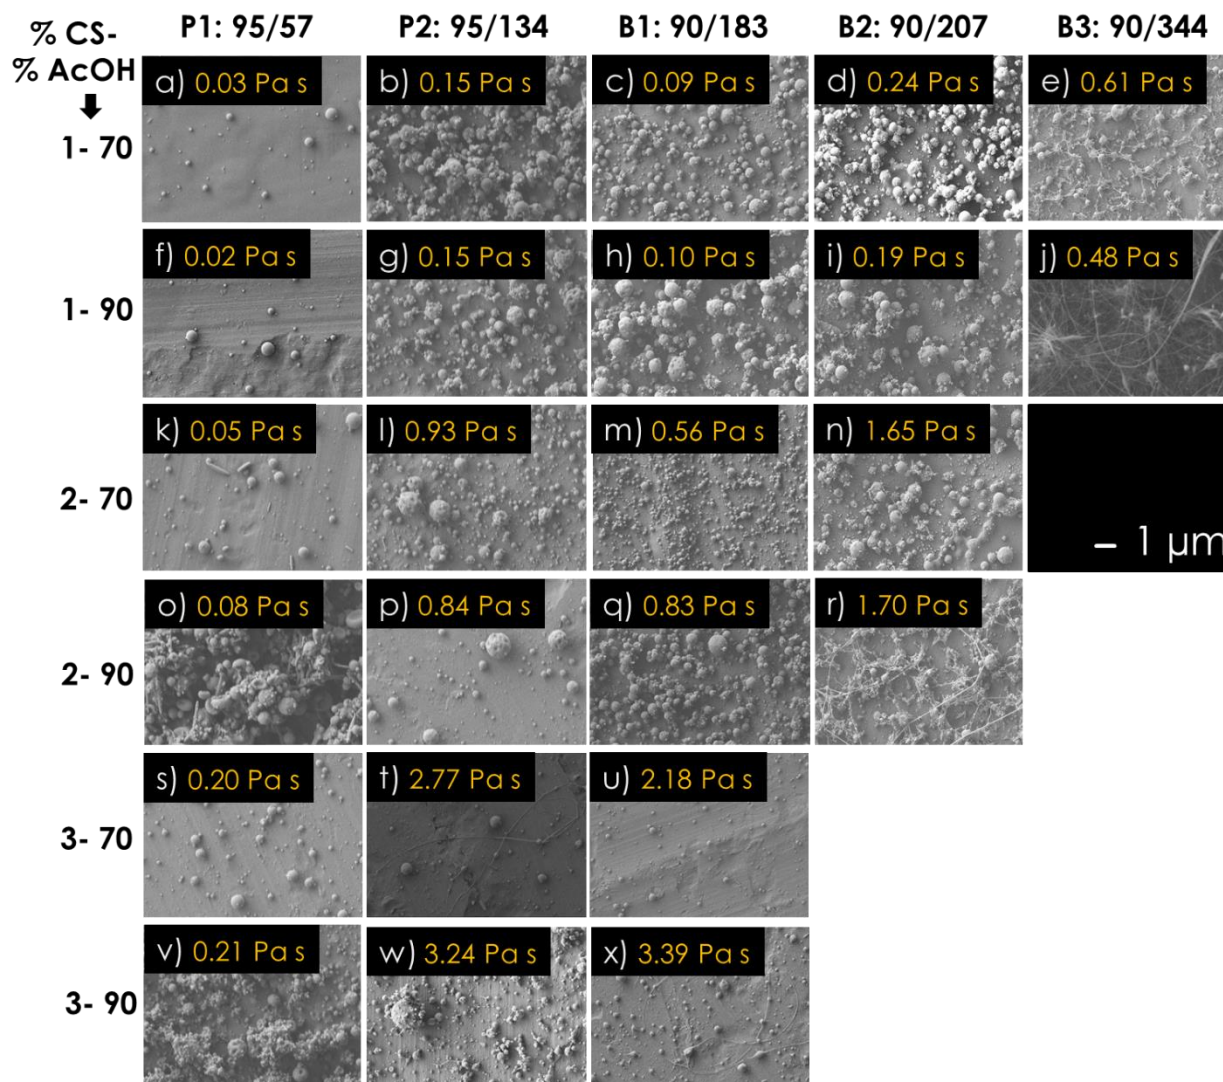 % CS-
% AcOH
P1: 95/57 P2: 95/134 B1: 90/183 B2: 90/207 B3: 90/344
1- 70
a) 0.03 Pa s b) 0.15 Pa s c) 0.09 Pa s d) 0.24 Pa s e) 0.61 Pa s
1- 90
f) 0.02 Pa s g) 0.15 Pa s h) 0.10 Pa s i) 0.19 Pa s j) 0.48 Pa s
2- 70
k) 0.05 Pa s l) 0.93 Pa s m) 0.56 Pa s n) 1.65 Pa s
1 µm
2- 90
o) 0.08 Pa s p) 0.84 Pa s q) 0.83 Pa s r) 1.70 Pa s
3- 70
s) 0.20 Pa s t) 2.77 Pa s u) 2.18 Pa s
3- 90
v) 0.21 Pa s w) 3.24 Pa s x) 3.39 Pa s